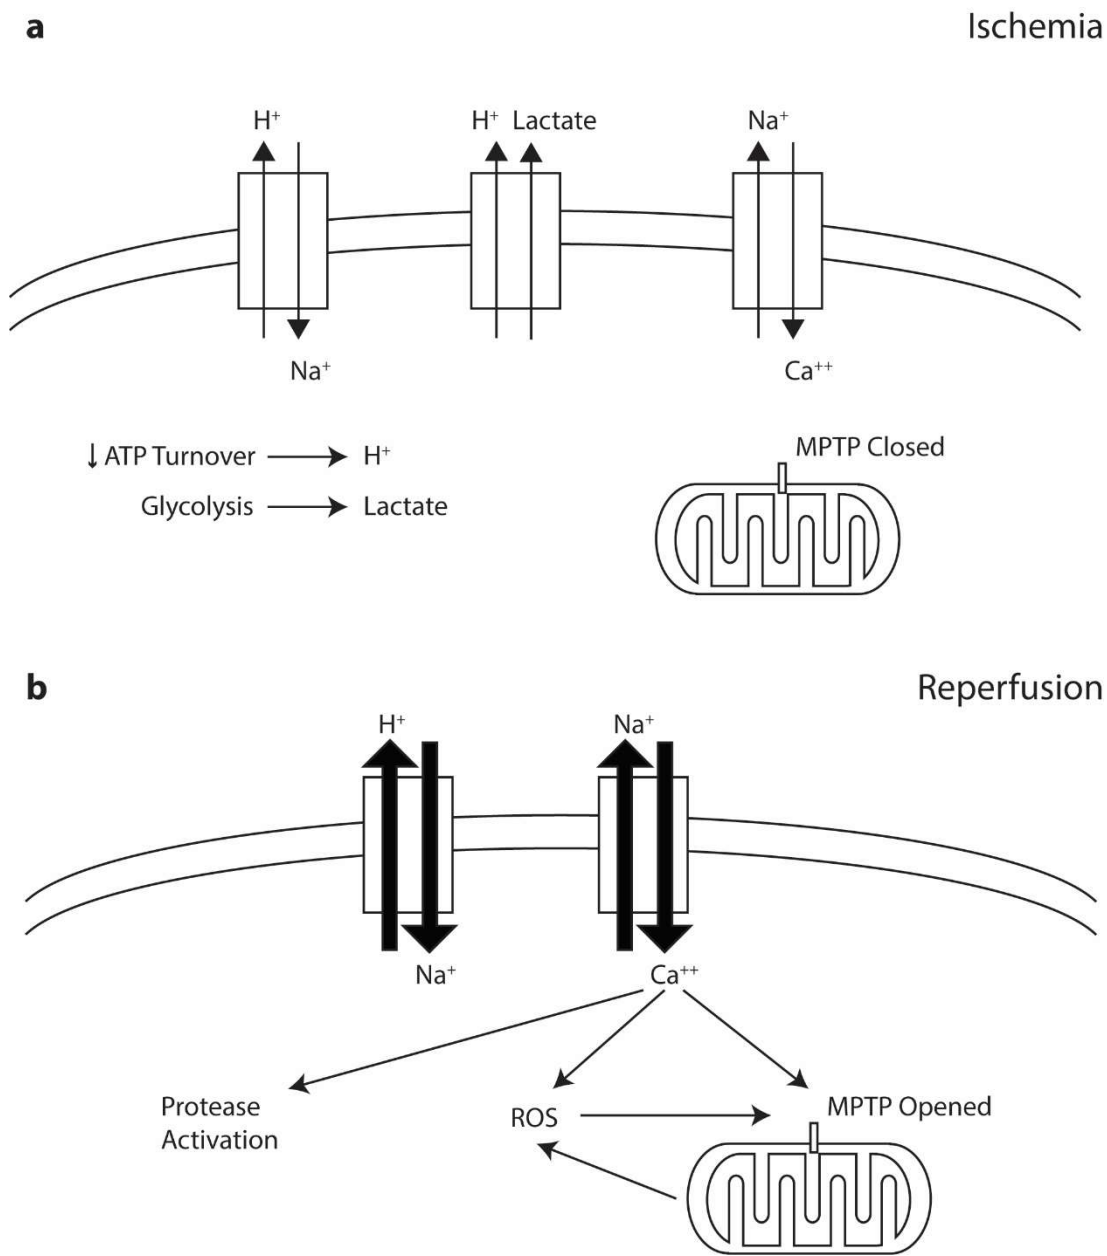 a
Ischemia
H⁺
H⁺ Lactate
Na⁺
Na⁺
Ca⁺⁺
↓ATP Turnover → H⁺
Glycolysis → Lactate
MPTP Closed
b
Reperfusion
H⁺
Na⁺
Na⁺
Ca⁺⁺
Protease
Activation
ROS
MPTP Opened